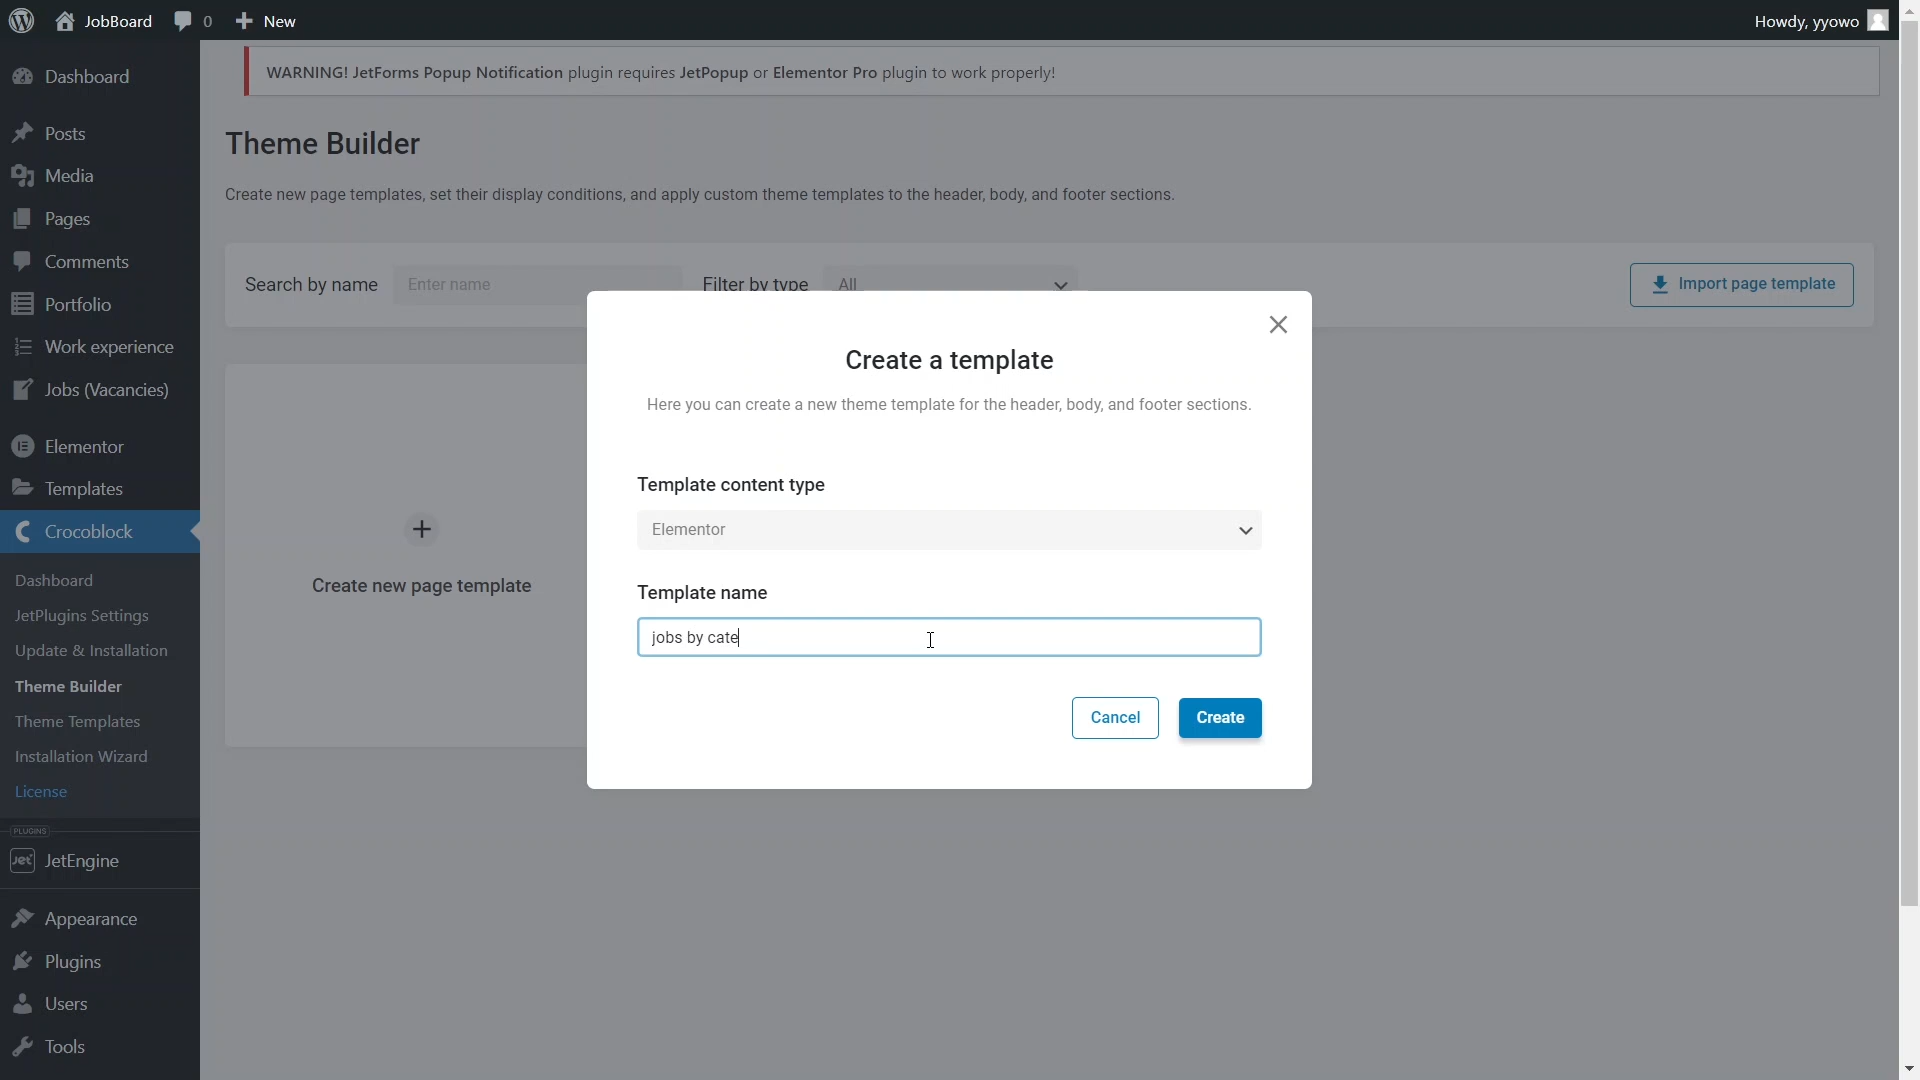 JobBoard
0
New
Howdy, yyowo
Dashboard
Posts
Media
Pages
Comments
Portfolio
Work experience
Jobs (Vacancies)
Elementor
Templates
Crocoblock
Dashboard
JetPlugins Settings
Update & Installation
Theme Builder
Theme Templates
Installation Wizard
License
PLUGINS
Jet
JetEngine
Appearance
Plugins
Users
Tools
WARNING! JetForms Popup Notification plugin requires JetPopup or Elementor Pro plugin to work properly!
Theme Builder
Create new page templates, set their display conditions, and apply custom theme templates to the header, body, and footer sections.
Search by name
Enter name
Filter by type
All
Import page template
Create new page template
Create a template
Here you can create a new theme template for the header, body, and footer sections.
Template content type
Elementor
Template name
jobs by cate
Cancel
Create